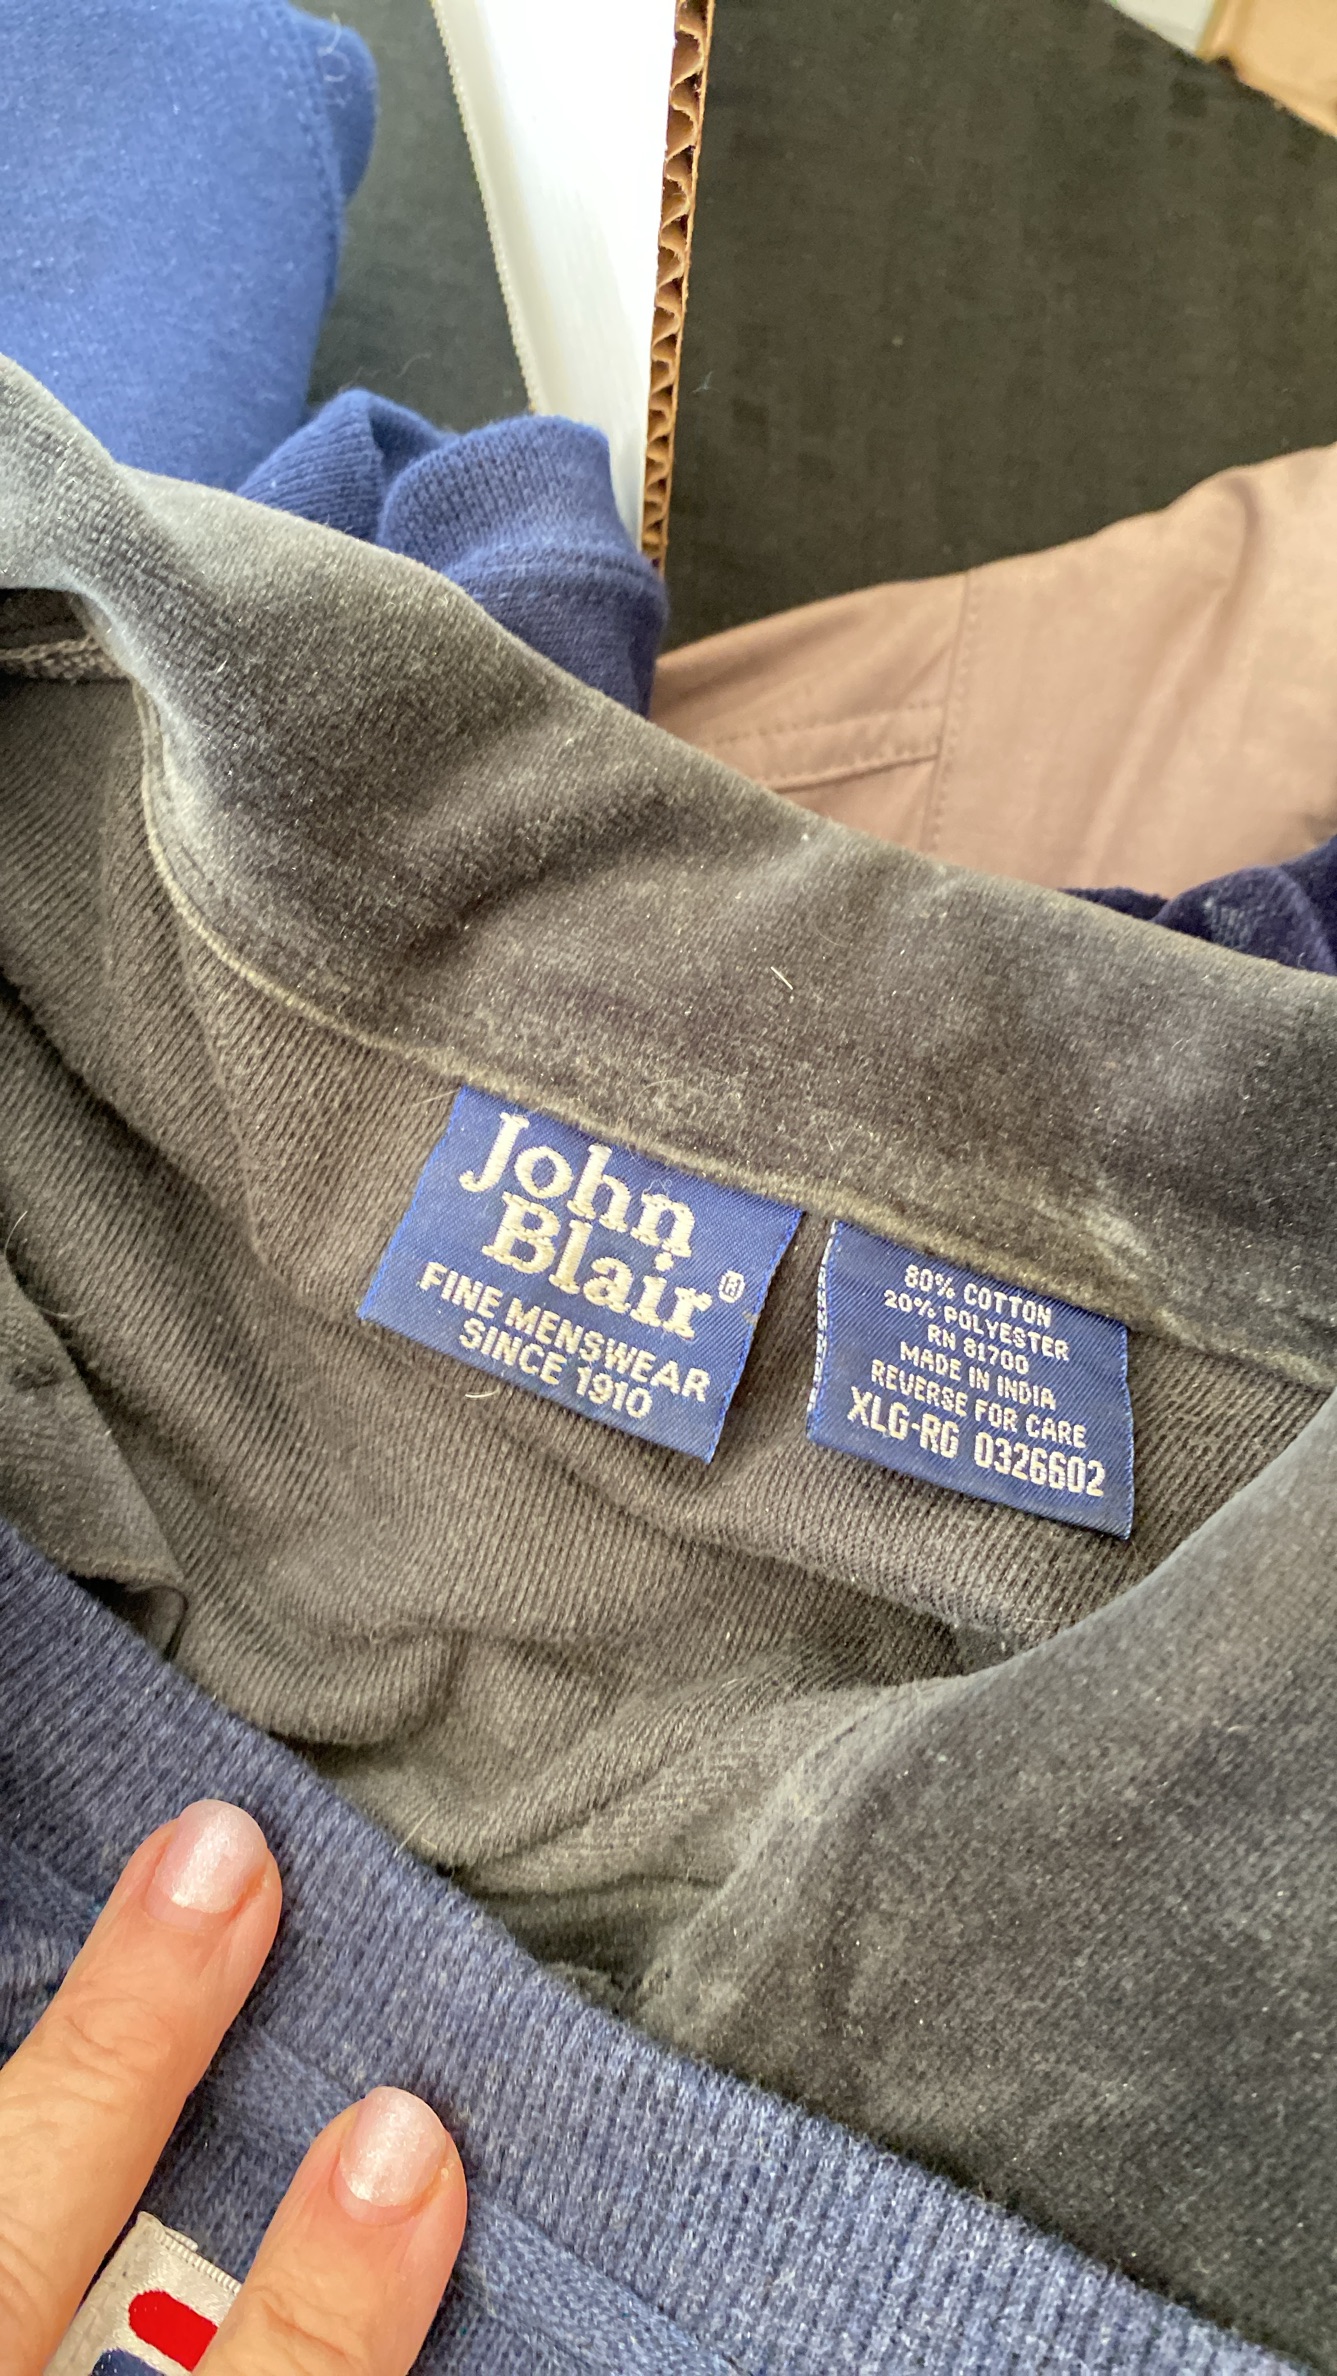 John
Blair®
FINE MENSWEAR
SINCE 1910
80% COTTON
20% POLYESTER
RN 81700
MADE IN INDIA
REVERSE FOR CARE
XLG-RG 0326602